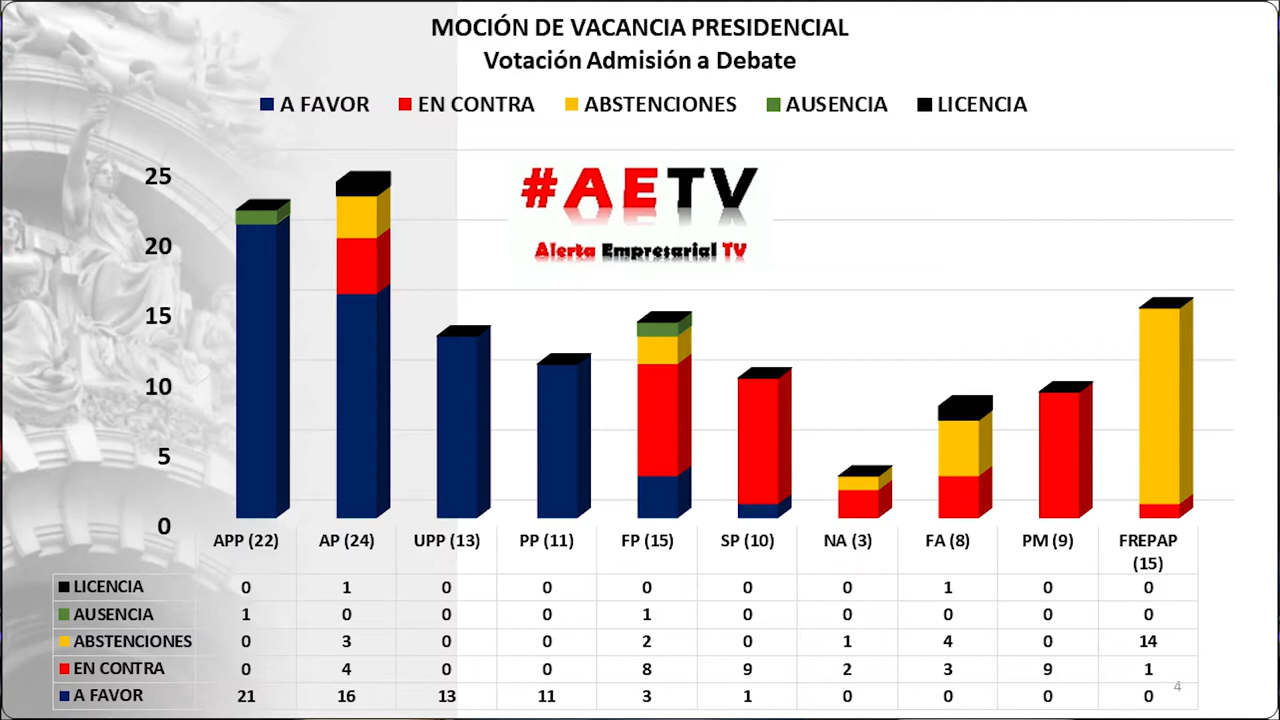 MOCIÓN DE VACANCIA PRESIDENCIAL
Votación Admisión a Debate
A FAVOR EN CONTRA ABSTENCIONES AUSENCIA LICENCIA
#AETV
Alerta Empresarial TV
25
20
15
10
5
0
APP (22) AP (24) UPP (13) PP (11) FP (15) SP (10) NA (3) FA (8) PM (9) FREPAP (15)
LICENCIA 0 1 0 0 0 0 0 1 0 0
AUSENCIA 1 0 0 0 1 0 0 0 0 0
ABSTENCIONES 0 3 0 0 2 0 1 4 0 14
EN CONTRA 0 4 0 0 8 9 2 3 9 1
A FAVOR 21 16 13 11 3 1 0 0 0 0
4